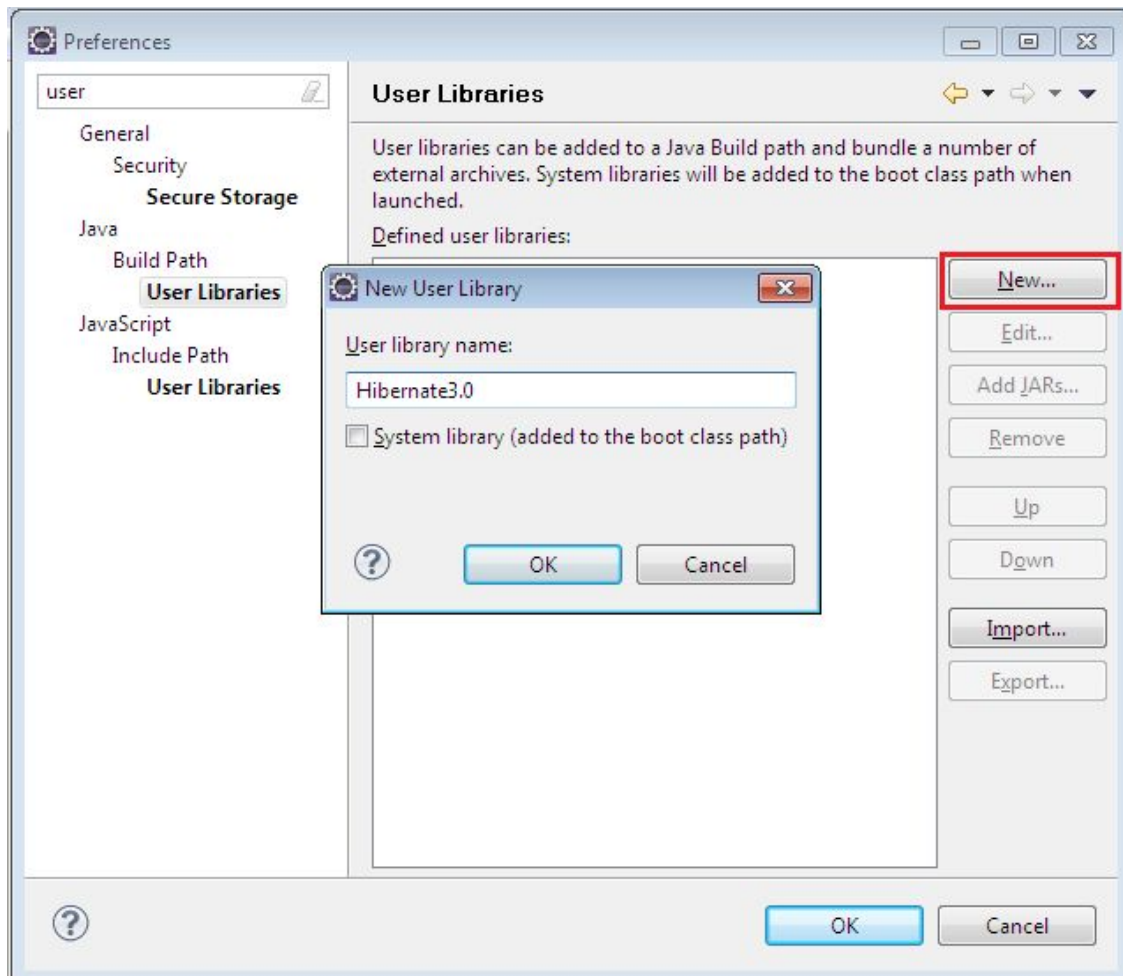 Preferences
user
General
Security
Secure Storage
Java
Build Path
User Libraries
JavaScript
Include Path
User Libraries
User Libraries
User libraries can be added to a Java Build path and bundle a number of
external archives. System libraries will be added to the boot class path when
launched.
Defined user libraries:
New...
Edit...
Add JARs...
Remove
Up
Down
Import...
Export...
New User Library
User library name:
Hibernate3.0
System library (added to the boot class path)
?
OK
Cancel
?
OK
Cancel